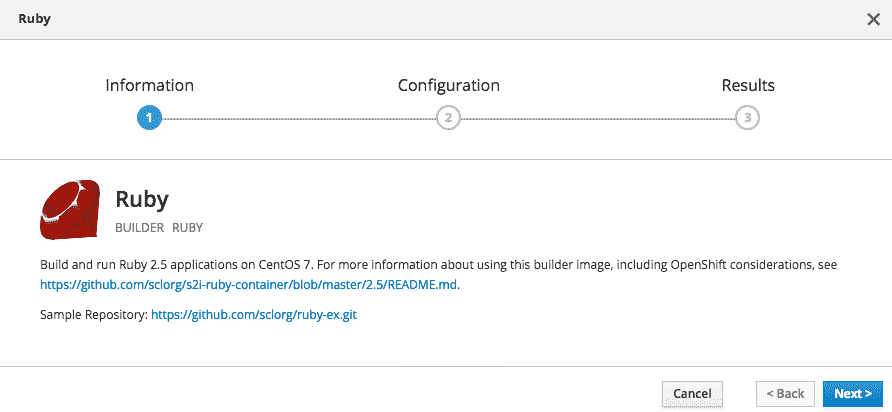 Ruby
Information Configuration Results
1 2 3
Ruby
BUILDER RUBY
Build and run Ruby 2.5 applications on CentOS 7. For more information about using this builder image, including OpenShift considerations, see
https://github.com/sclorg/s2i-ruby-container/blob/master/2.5/README.md.
Sample Repository: https://github.com/sclorg/ruby-ex.git
Cancel < Back Next >